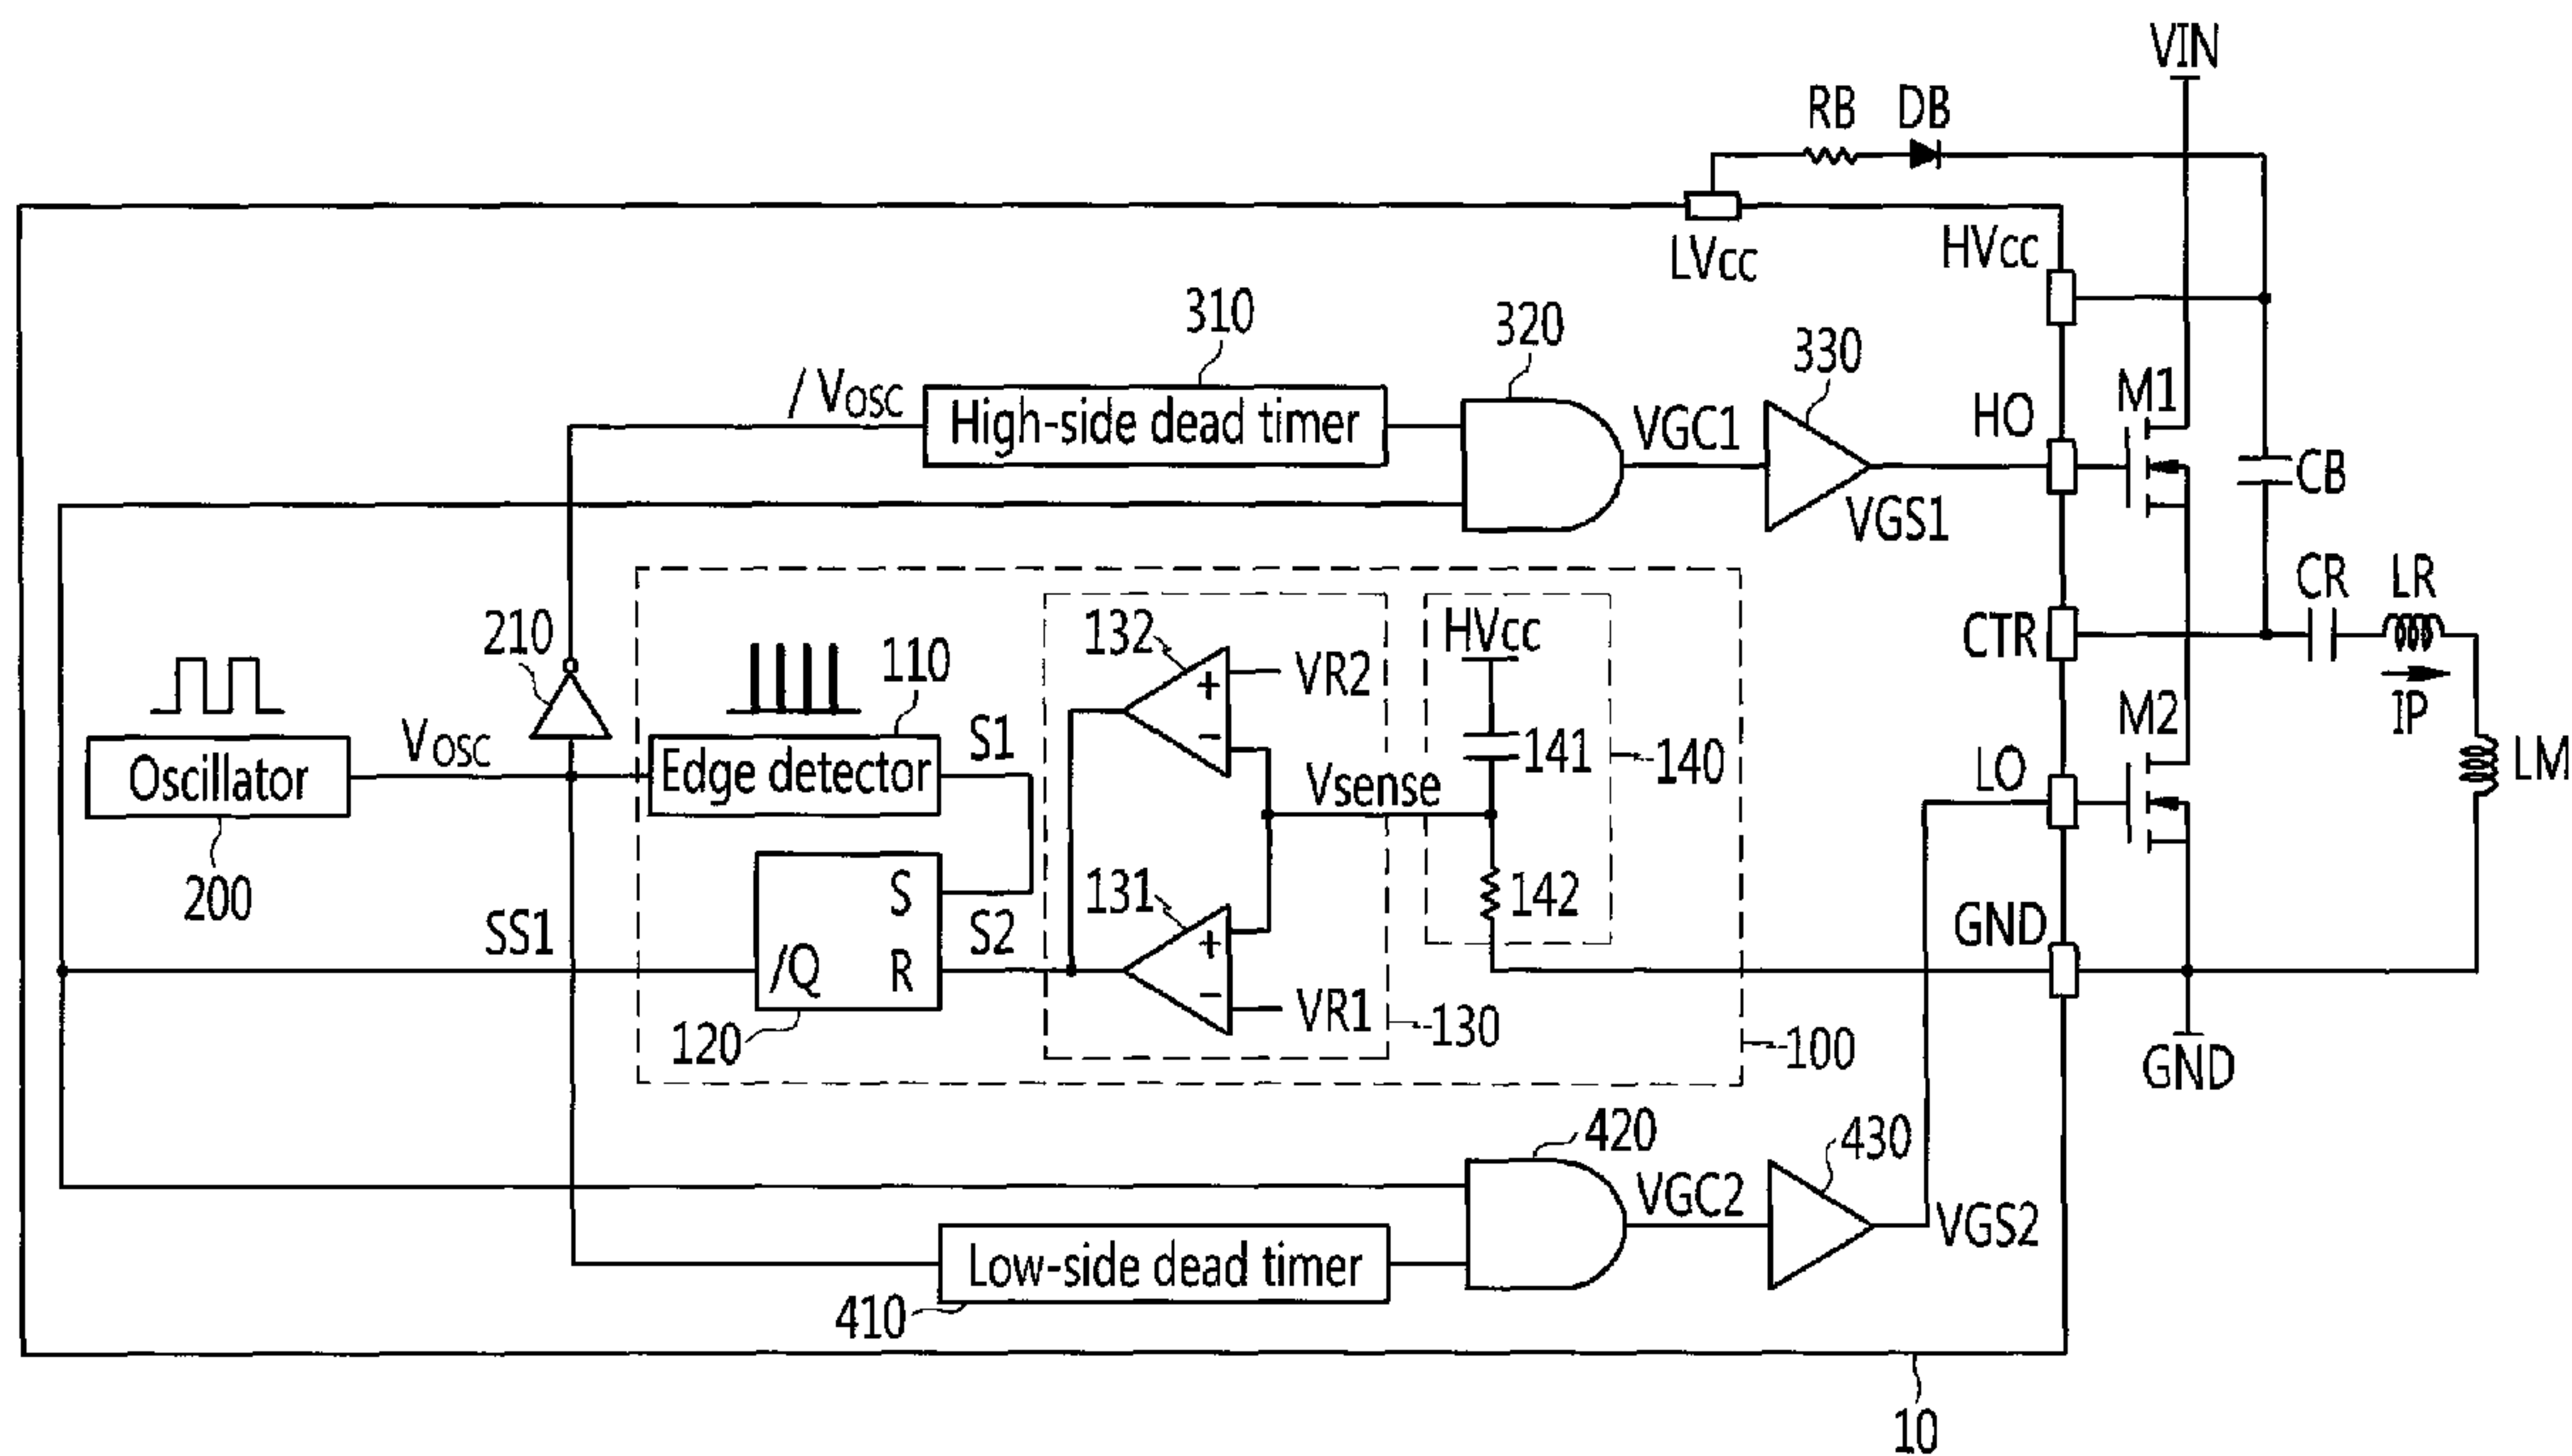 VIN
RB DB
LVcc
HVcc
310
320
330
/VOSC
High-side dead timer
VGC1
VGS1
HO
M1
CB
CR LR
CTR
IP
LM
M2
LO
GND
GND
210
Oscillator
200
VOSC
110
Edge detector
S1
S2
SS1
S
/Q R
120
132
+
-
VR2
131
+
-
VR1
130
Vsense
HVcc
141
142
140
100
420
430
VGC2
VGS2
Low-side dead timer
410
10